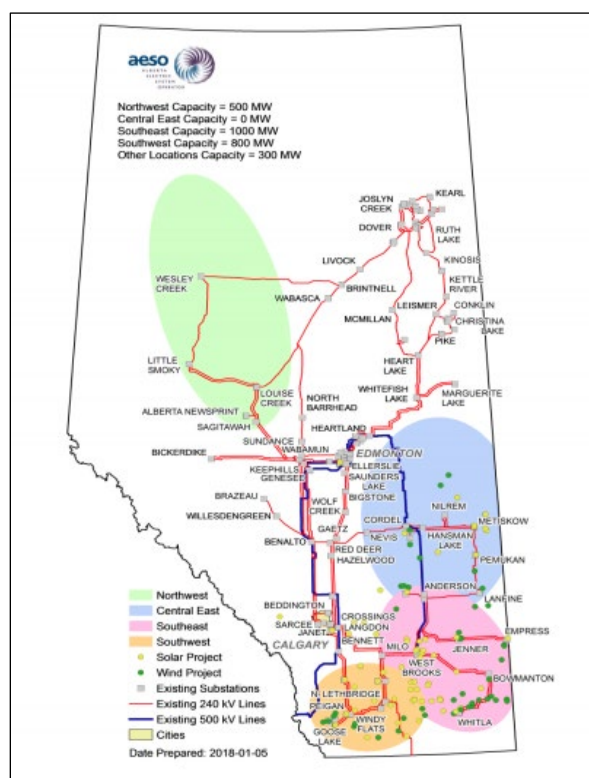 aeso
ALBERTA
ELECTRIC
SYSTEM
OPERATOR
Northwest Capacity = 500 MW
Central East Capacity = 0 MW
Southeast Capacity = 1000 MW
Southwest Capacity = 800 MW
Other Locations Capacity = 300 MW
KEARL
JOSLYN
CREEK
DOVER
RUTH
LAKE
LIVOCK
KINOSIS
WESLEY
CREEK
BRINTNELL
KETTLE
RIVER
WABASCA
LEISMER
CONKLIN
MCMILLAN
CHRISTINA
LAKE
PIKE
HEART
LAKE
LITTLE
SMOKY
LOUISE
CREEK
WHITEFISH
LAKE
MARGUERITE
LAKE
NORTH
BARRHEAD
ALBERTA NEWSPRINT
SAGITAWAH
HEARTLAND
SUNDANCE
WABAMUN
EDMONTON
BICKERDIKE
KEEPHILLS
GENESEE
ELLERSLIE
SAUNDERS
LAKE
BIGSTONE
BRAZEAU
WOLF
CREEK
WILLESDENGREEN
CORDEL
NILREM
METISKOW
GAETZ
NEVIS
HANSMAN
LAKE
BENALTO
RED DEER
HAZELWOOD
PEMUKAN
ANDERSON
LANFINE
Northwest
Central East
Southeast
Southwest
Solar Project
Wind Project
Existing Substations
Existing 240 kV Lines
Existing 500 kV Lines
Cities
Date Prepared: 2018-01-05
BEDDINGTON
CROSSINGS
SARCEE
LANGDON
JANET
BENNETT
CALGARY
EMPRESS
MILO
JENNER
WEST
BROOKS
BOWMANTON
N-LETHBRIDGE
PEIGAN
WINDY
FLATS
WHITLA
GOOSE
LAKE